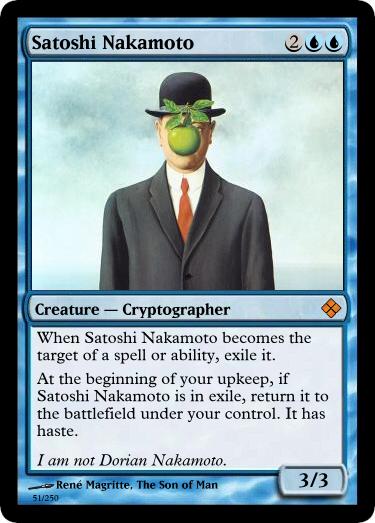 Satoshi Nakamoto 2
Creature — Cryptographer
When Satoshi Nakamoto becomes the
target of a spell or ability, exile it.
At the beginning of your upkeep, if
Satoshi Nakamoto is in exile, return it to
the battlefield under your control. It has
haste.
I am not Dorian Nakamoto.
3/3
René Magritte, The Son of Man
51/250